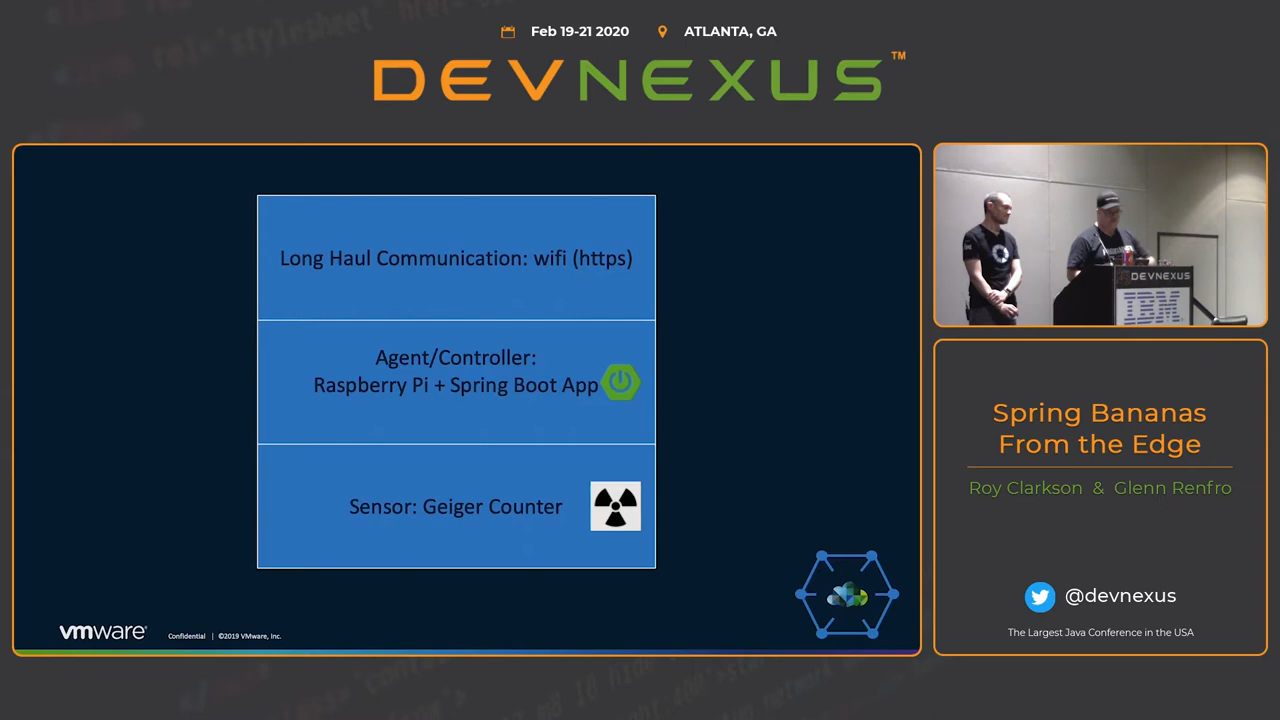 Feb 19-21 2020
ATLANTA, GA
DEVNEXUS™
Long Haul Communication: wifi (https)
Agent/Controller:
Raspberry Pi + Spring Boot App
Sensor: Geiger Counter
vmware®
Confidential | ©2019 VMware, Inc.
DEVNEXUS
IBM
Spring Bananas
From the Edge
Roy Clarkson & Glenn Renfro
@devnexus
The Largest Java Conference in the USA